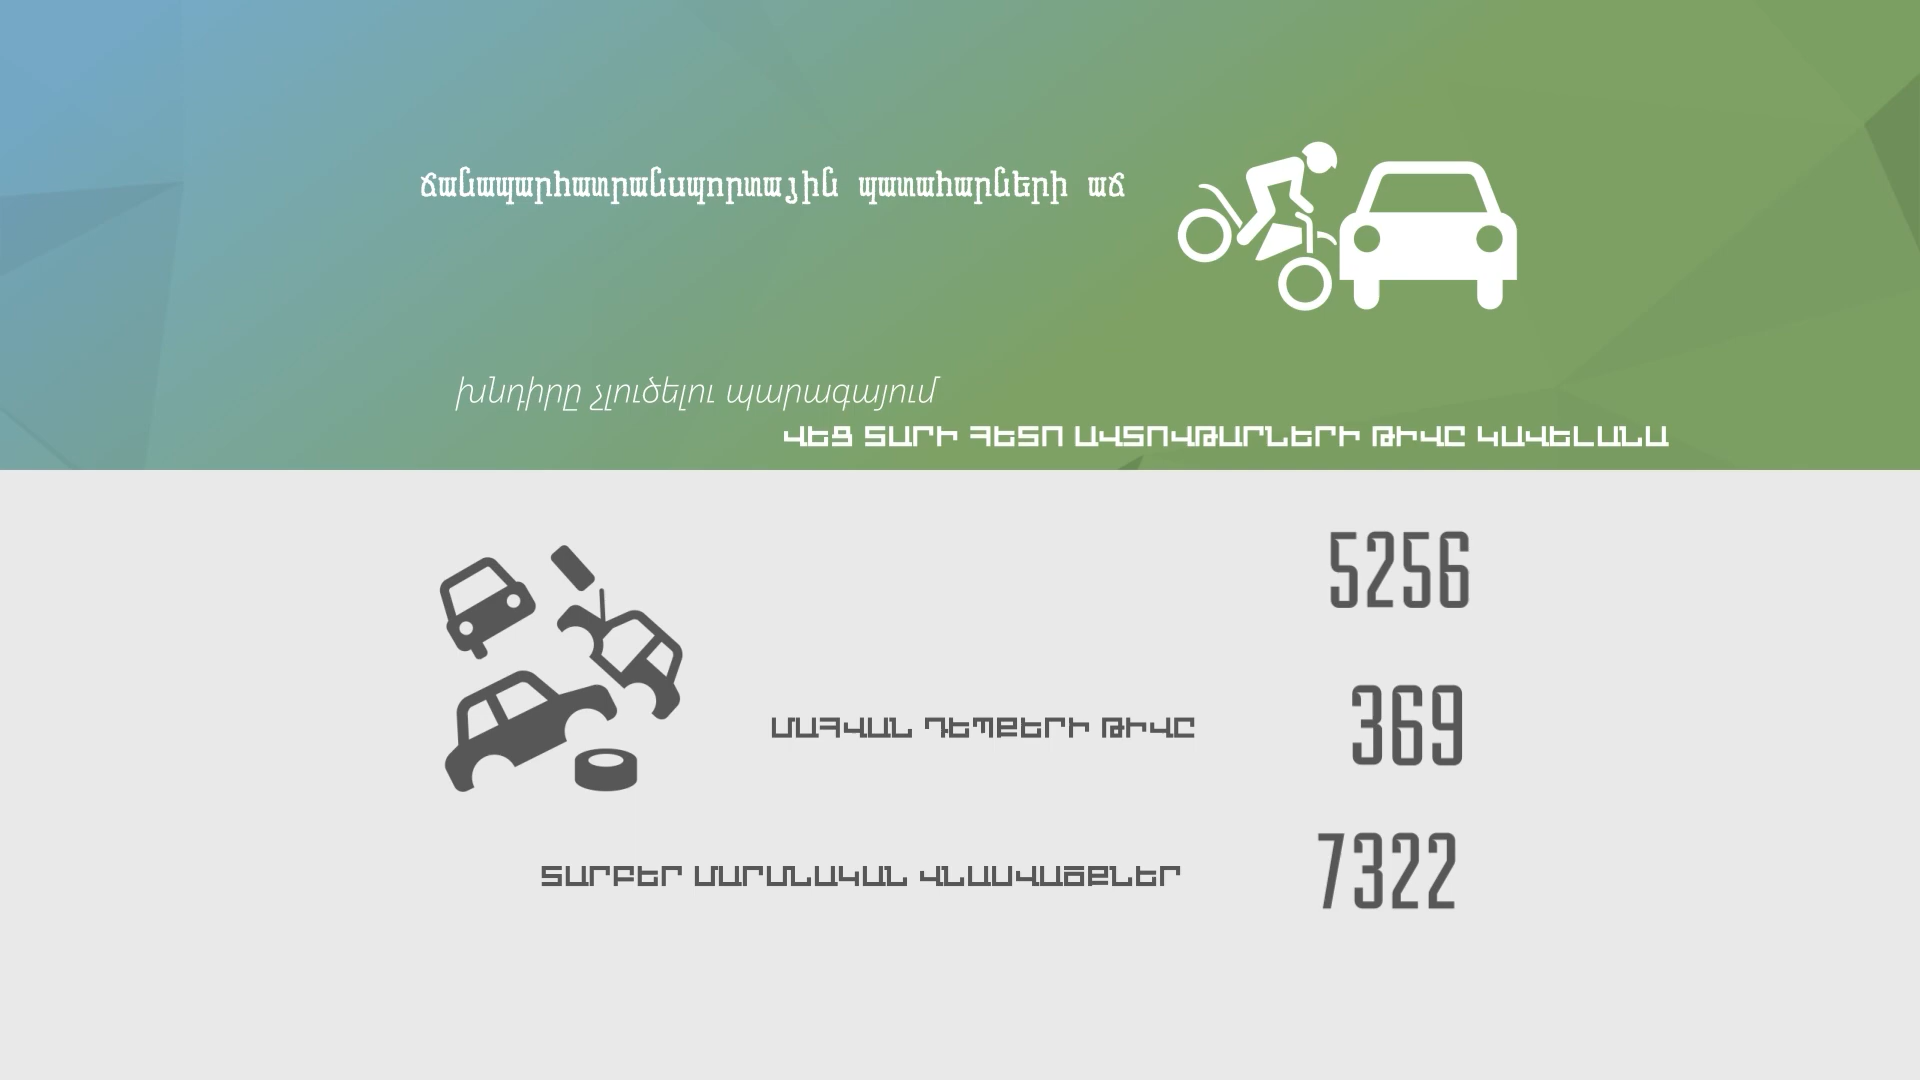 ճանապարհատրանսպորտային պատահարների աճ
խնդիրը չլուծելու պարագայում
ՎԵՑ ՏԱՐԻ ՀԵՏՈ ԱՎՏՈՎԹԱՐՆԵՐԻ ԹԻՎԸ ԿԱՎԵԼԱՆԱ
5256
ՄԱՀՎԱՆ ԴԵՊՔԵՐԻ ԹԻՎԸ 369
ՏԱՐԲԵՐ ՄԱՐՄՆԱԿԱՆ ՎՆԱՍՎԱԾՔՆԵՐ 7322